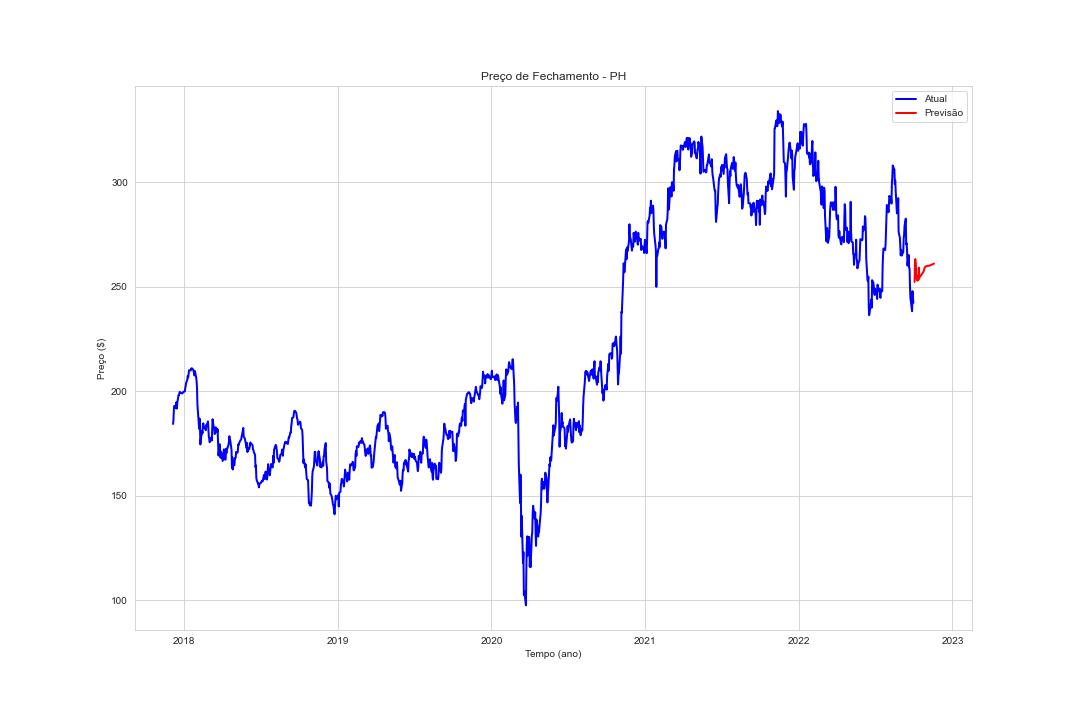 Preço de Fechamento - PH
Atual
Previsão
300
250
200
150
100
Preço ($)
2018 2019 2020 2021 2022 2023
Tempo (ano)